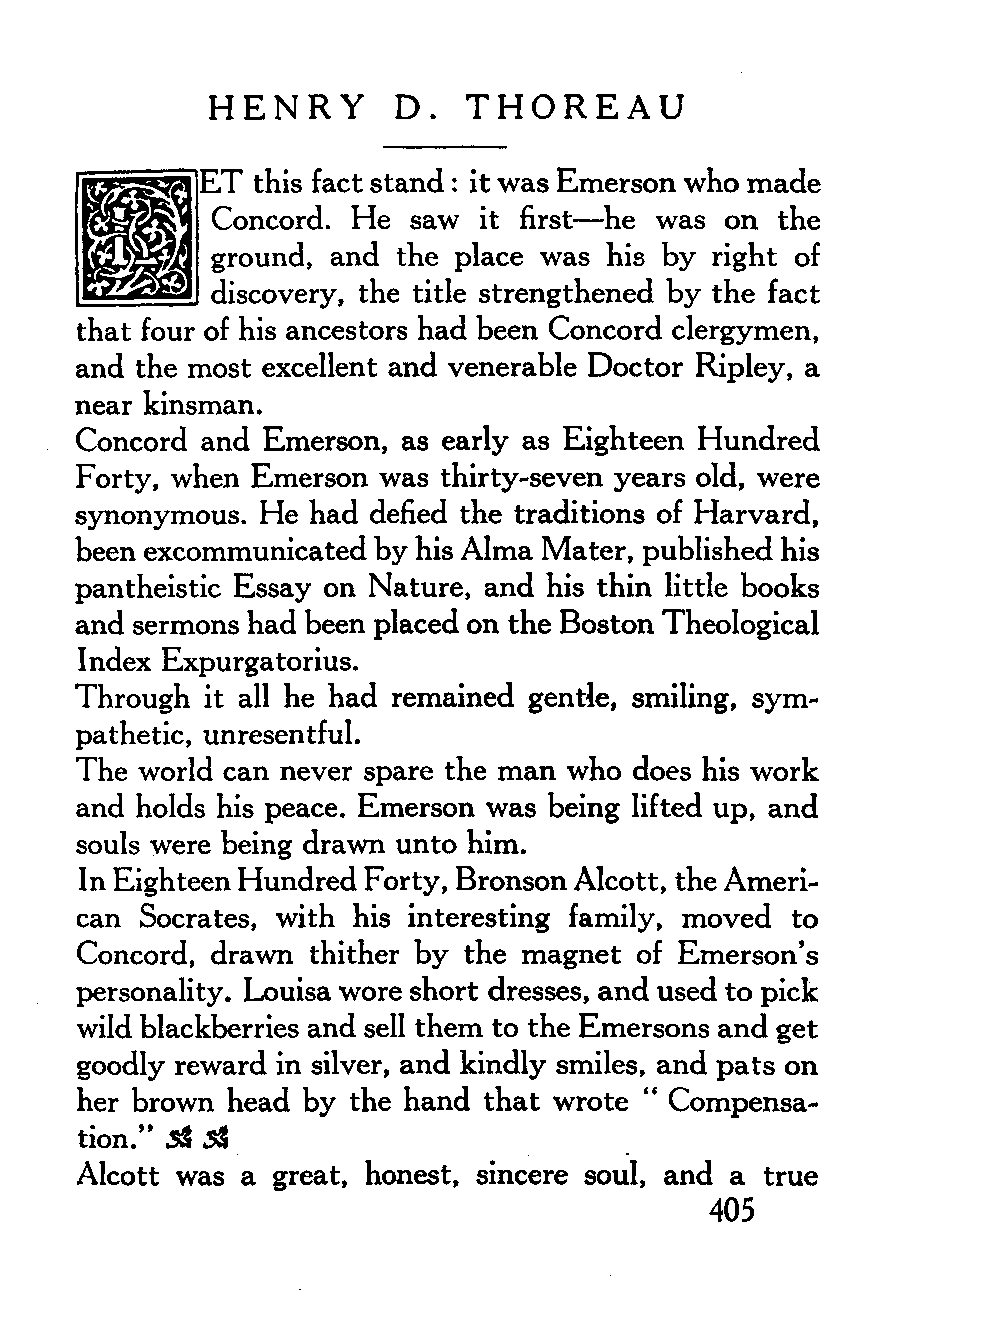 HENRY D. THOREAU
LET this fact stand: it was Emerson who made
Concord. He saw it first—he was on the
ground, and the place was his by right of
discovery, the title strengthened by the fact
that four of his ancestors had been Concord clergymen,
and the most excellent and venerable Doctor Ripley, a
near kinsman.
Concord and Emerson, as early as Eighteen Hundred
Forty, when Emerson was thirty-seven years old, were
synonymous. He had defied the traditions of Harvard,
been excommunicated by his Alma Mater, published his
pantheistic Essay on Nature, and his thin little books
and sermons had been placed on the Boston Theological
Index Expurgatorius.
Through it all he had remained gentle, smiling, sym-
pathetic, unresentful.
The world can never spare the man who does his work
and holds his peace. Emerson was being lifted up, and
souls were being drawn unto him.
In Eighteen Hundred Forty, Bronson Alcott, the Ameri-
can Socrates, with his interesting family, moved to
Concord, drawn thither by the magnet of Emerson's
personality. Louisa wore short dresses, and used to pick
wild blackberries and sell them to the Emersons and get
goodly reward in silver, and kindly smiles, and pats on
her brown head by the hand that wrote "Compensa-
tion."
Alcott was a great, honest, sincere soul, and a true
405